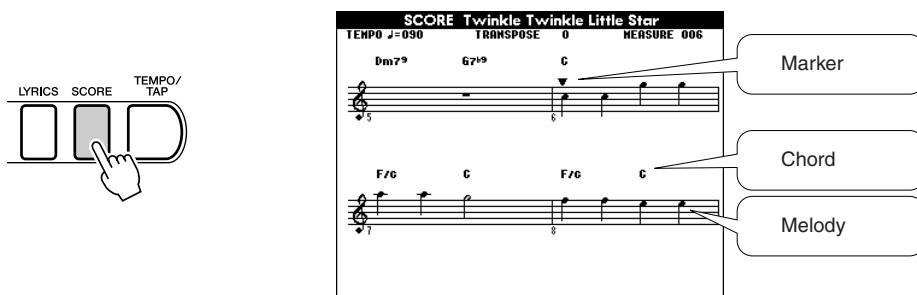 LYRICS SCORE TEMPO/
TAP
SCORE Twinkle Twinkle Little Star
TEMPO ♩=090 TRANSPOSE 0 MEASURE 006
Dm7⁹ G7♭⁹ C
5 6
F/G C F/G C
7 8
Marker
Chord
Melody